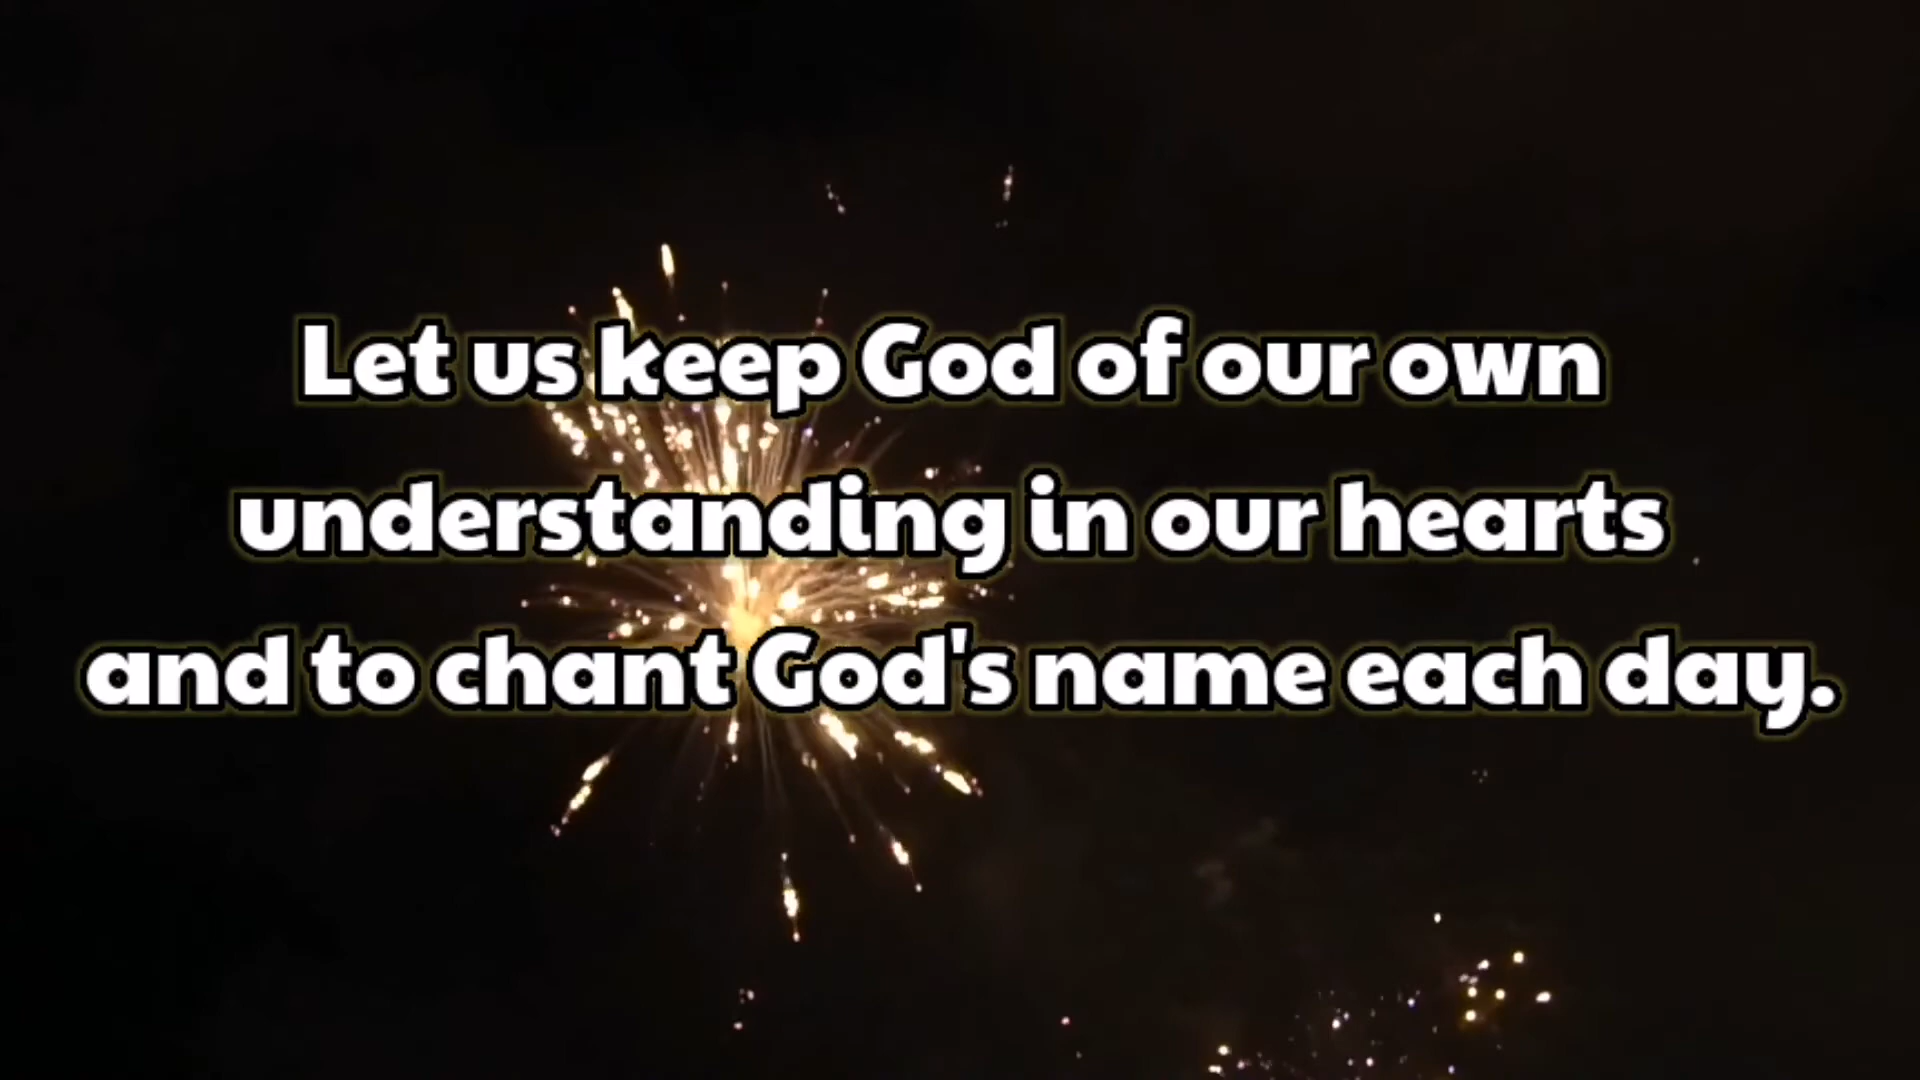 Let us keep God of our own
understanding in our hearts
and to chant God's name each day.